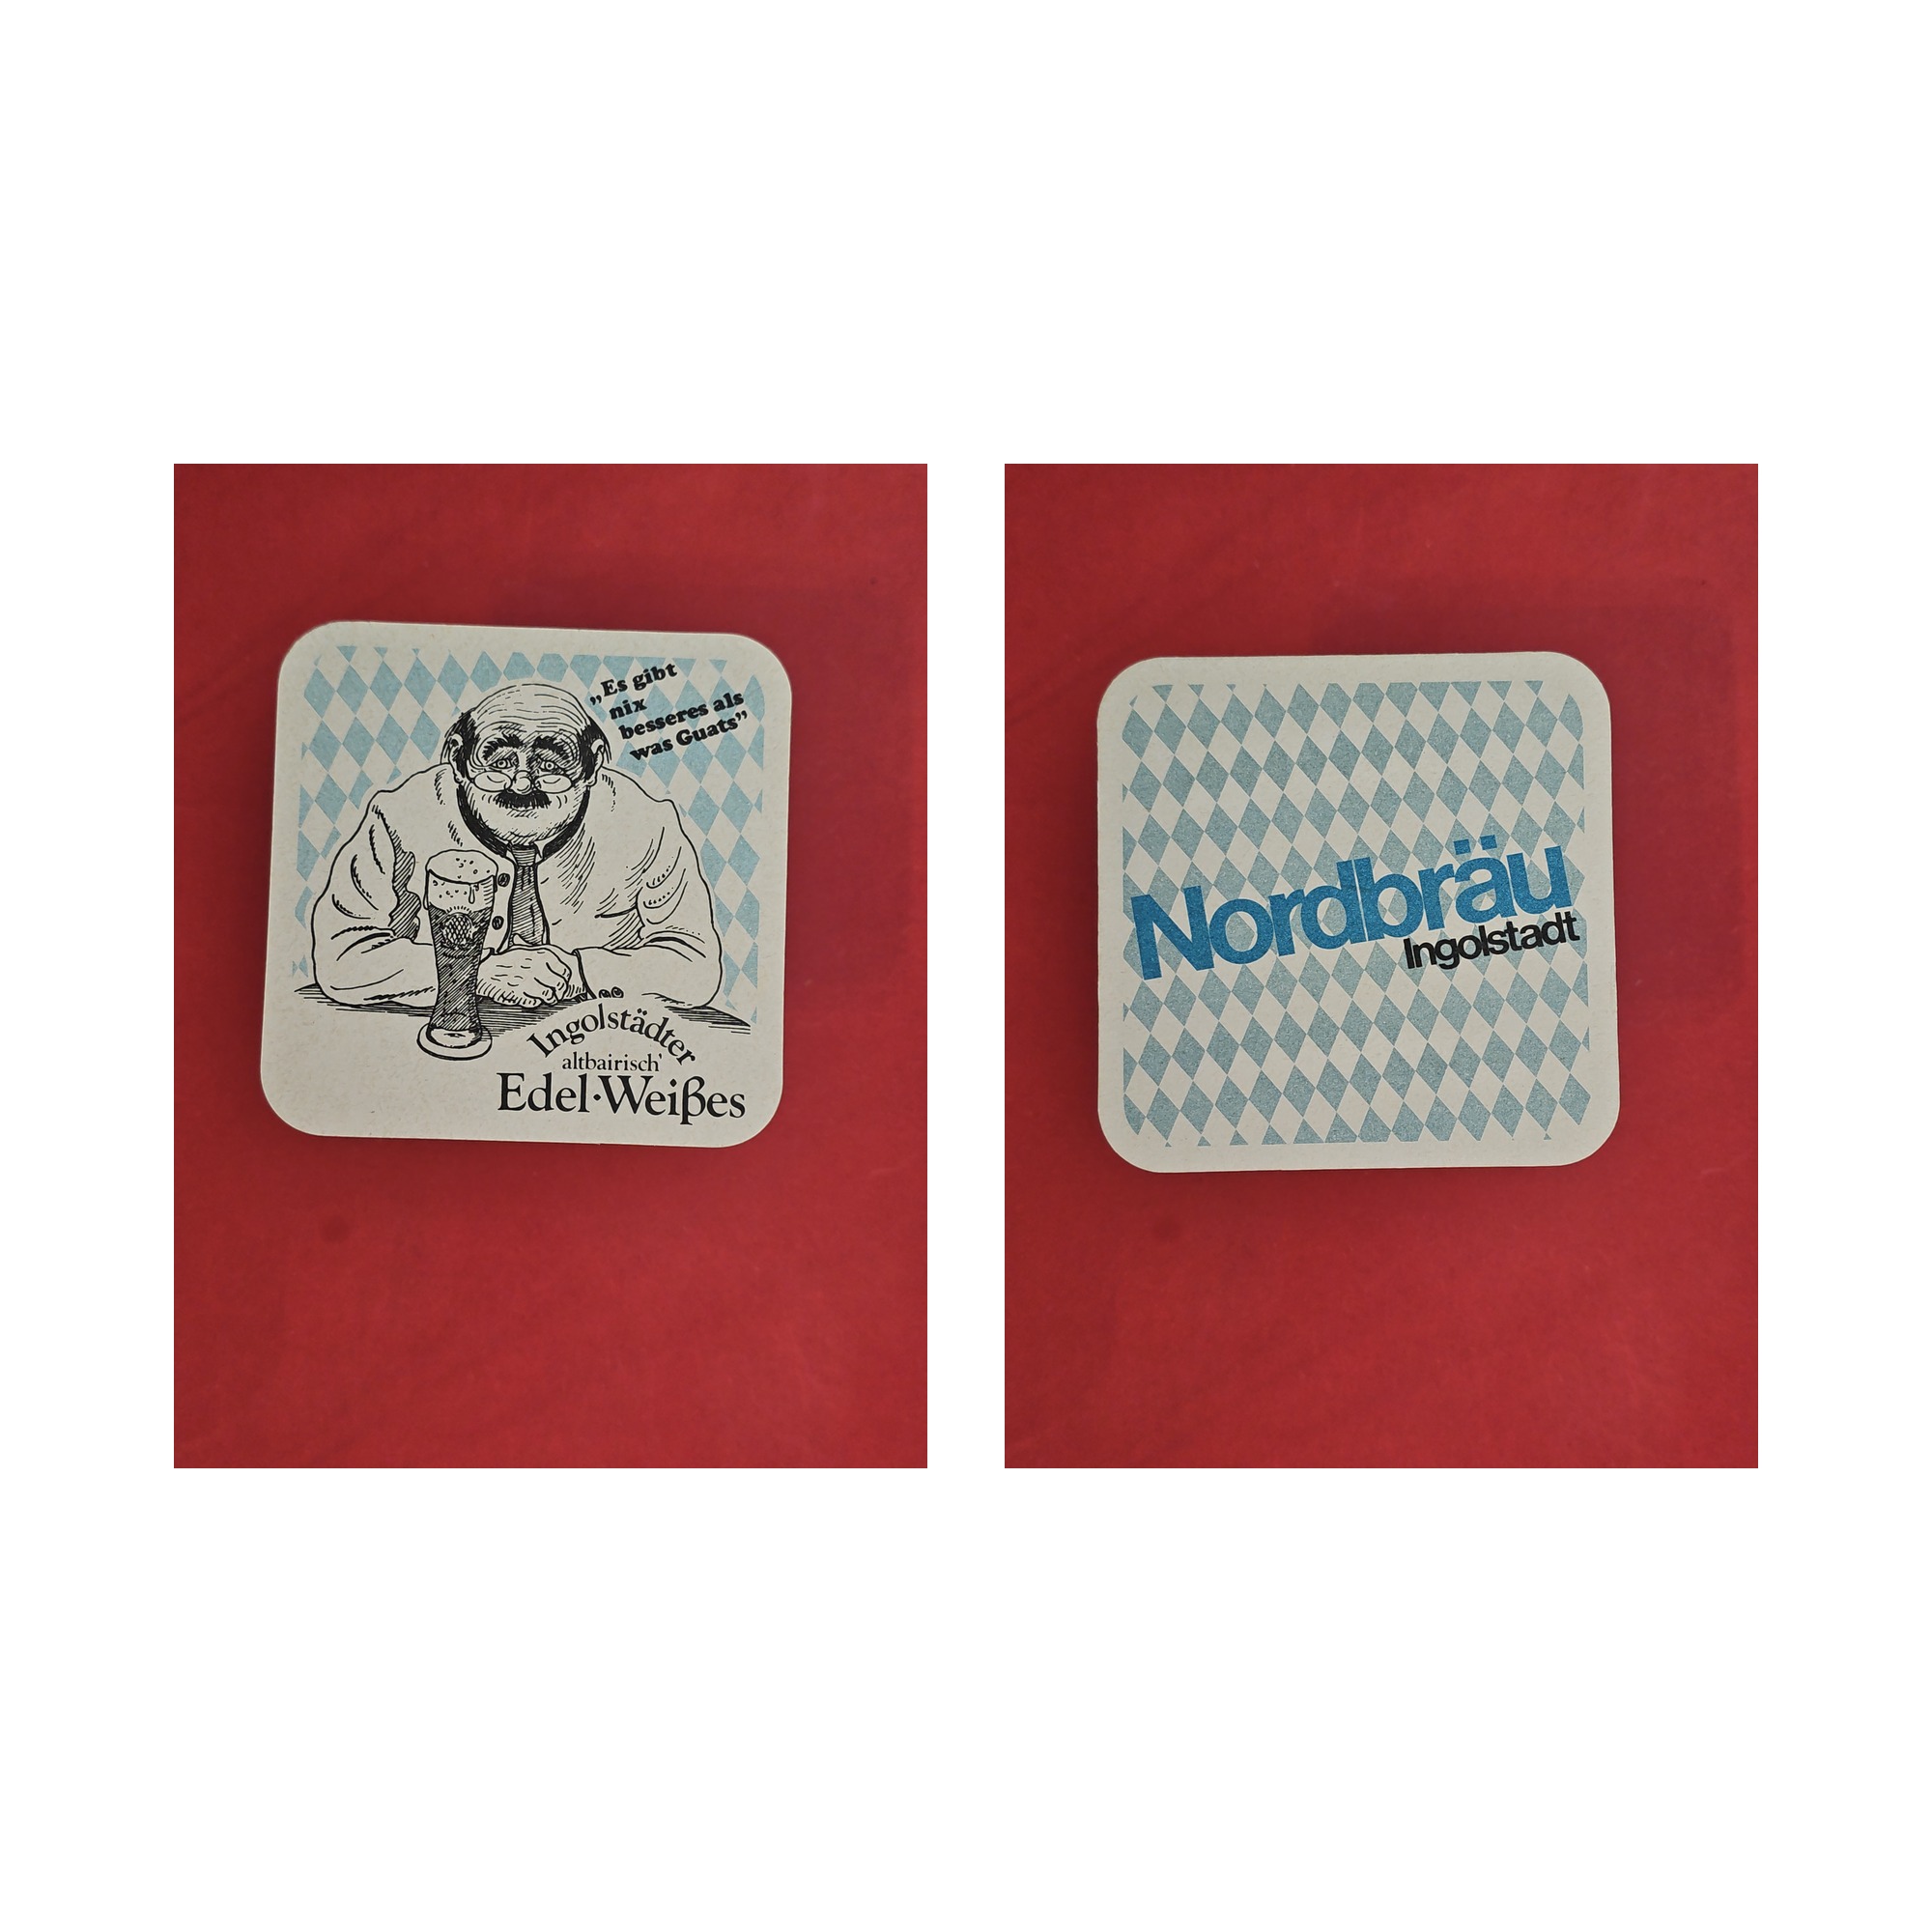 „Es gibt
nix
besseres als
was Guats”
Ingolstädter
altbairisch'
Edel·Weißes
Nordbräu
Ingolstadt